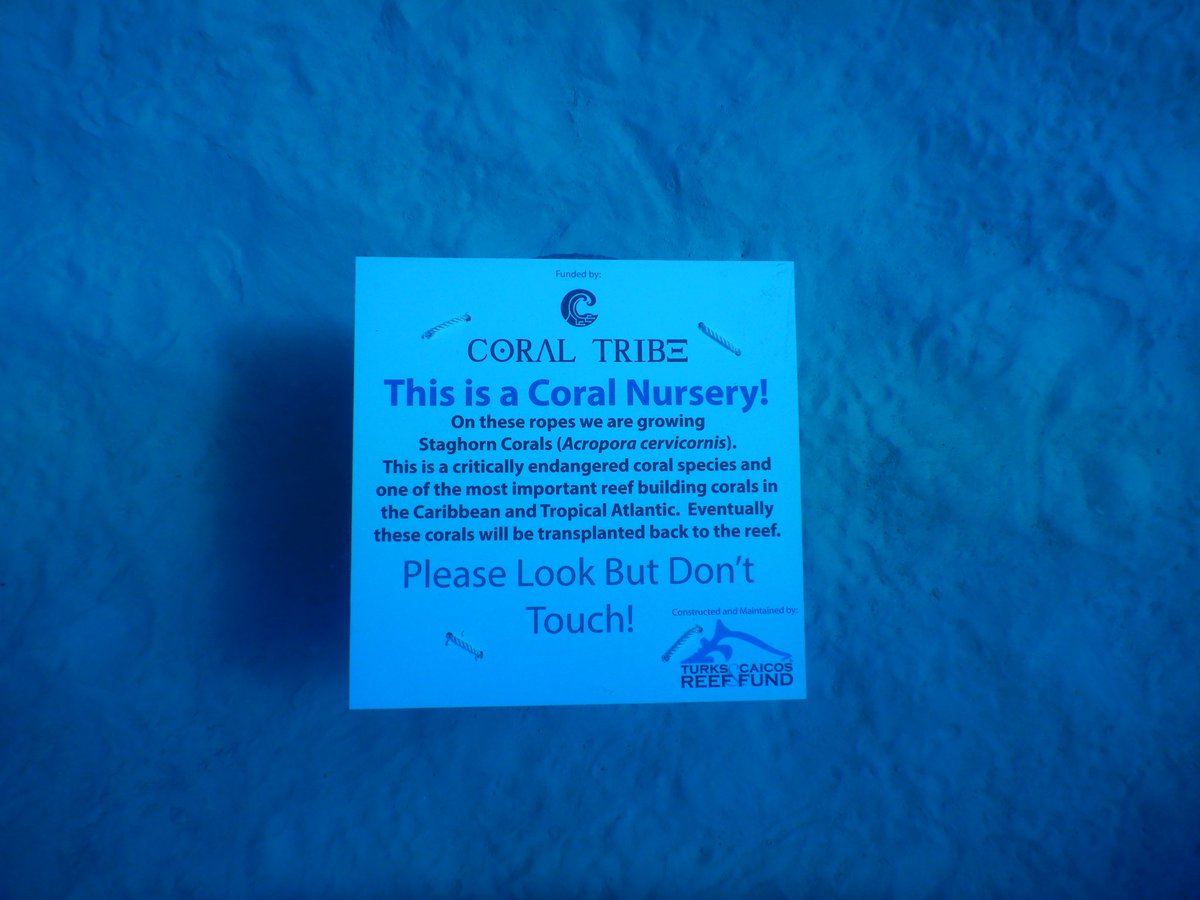 Funded by:
CORAL TRIBE
This is a Coral Nursery!
On these ropes we are growing
Staghorn Corals (Acropora cervicornis).
This is a critically endangered coral species and
one of the most important reef building corals in
the Caribbean and Tropical Atlantic. Eventually
these corals will be transplanted back to the reef.
Please Look But Don't
Touch!
Constructed and Maintained by:
TURKS & CAICOS
REEF FUND